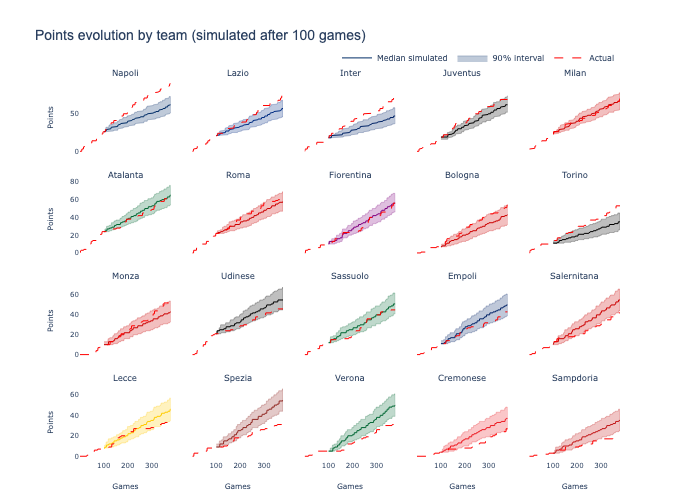 Points evolution by team (simulated after 100 games)
Median simulated 90% interval Actual
Napoli Lazio Inter Juventus Milan
Points
50
0
Atalanta Roma Fiorentina Bologna Torino
Points
80
60
40
20
0
Monza Udinese Sassuolo Empoli Salernitana
Points
60
40
20
0
Lecce Spezia Verona Cremonese Sampdoria
Points
60
40
20
0
100 200 300 100 200 300 100 200 300 100 200 300 100 200 300
Games Games Games Games Games